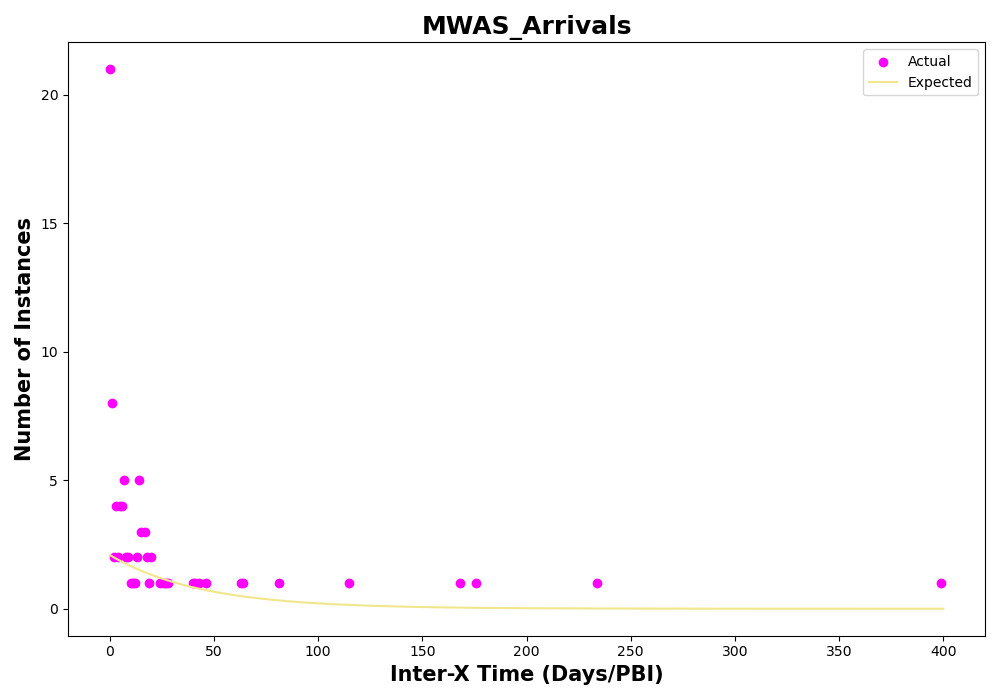 MWAS_Arrivals
Actual
Expected
Number of Instances
20
15
10
5
0
0 50 100 150 200 250 300 350 400
Inter-X Time (Days/PBI)